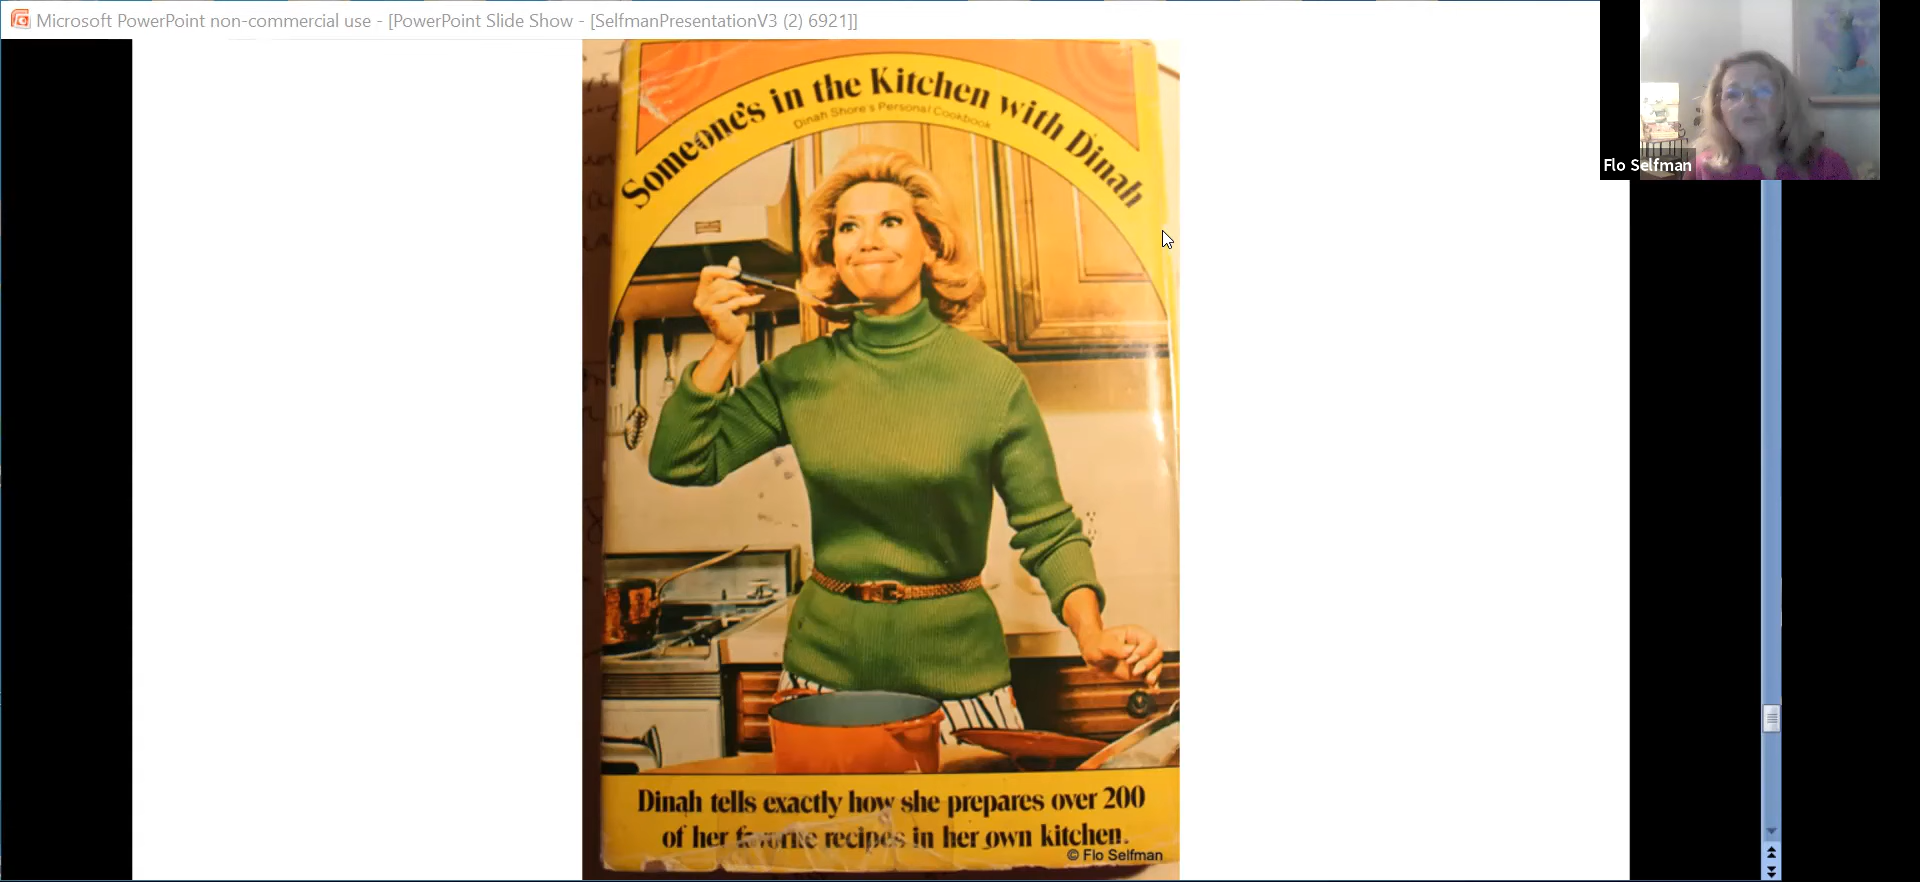 Microsoft PowerPoint non-commercial use - [PowerPoint Slide Show - [SelfmanPresentationV3 (2) 6921]]
Someone's in the Kitchen with Dinah
Dinah Shore's Personal Cookbook
Dinah tells exactly how she prepares over 200
of her favorite recipes in her own kitchen.
© Flo Selfman
Flo Selfman